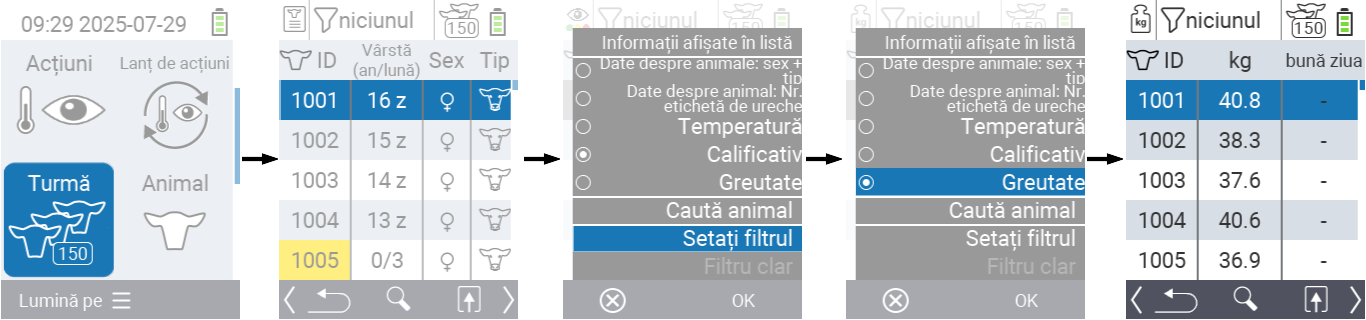 09:29 2025-07-29
Acțiuni
Lanț de acțiuni
Turmă
150
Animal
Lumină pe
niciunul
150
ID
Vârstă
(an/lună)
Sex
Tip
1001 16 z
1002 15 z
1003 14 z
1004 13 z
1005 0/3
niciunul
150
Informații afișate în listă
Date despre animale: sex +
tip
Date despre animal: Nr.
etichetă de ureche
Temperatură
Calificativ
Greutate
Caută animal
Setați filtrul
Filtru clar
OK
kg
niciunul
150
Informații afișate în listă
Date despre animale: sex +
tip
Date despre animal: Nr.
etichetă de ureche
Temperatură
Calificativ
Greutate
Caută animal
Setați filtrul
Filtru clar
OK
kg
niciunul
150
ID kg bună ziua
1001 40.8 -
1002 38.3 -
1003 37.6 -
1004 40.6 -
1005 36.9 -